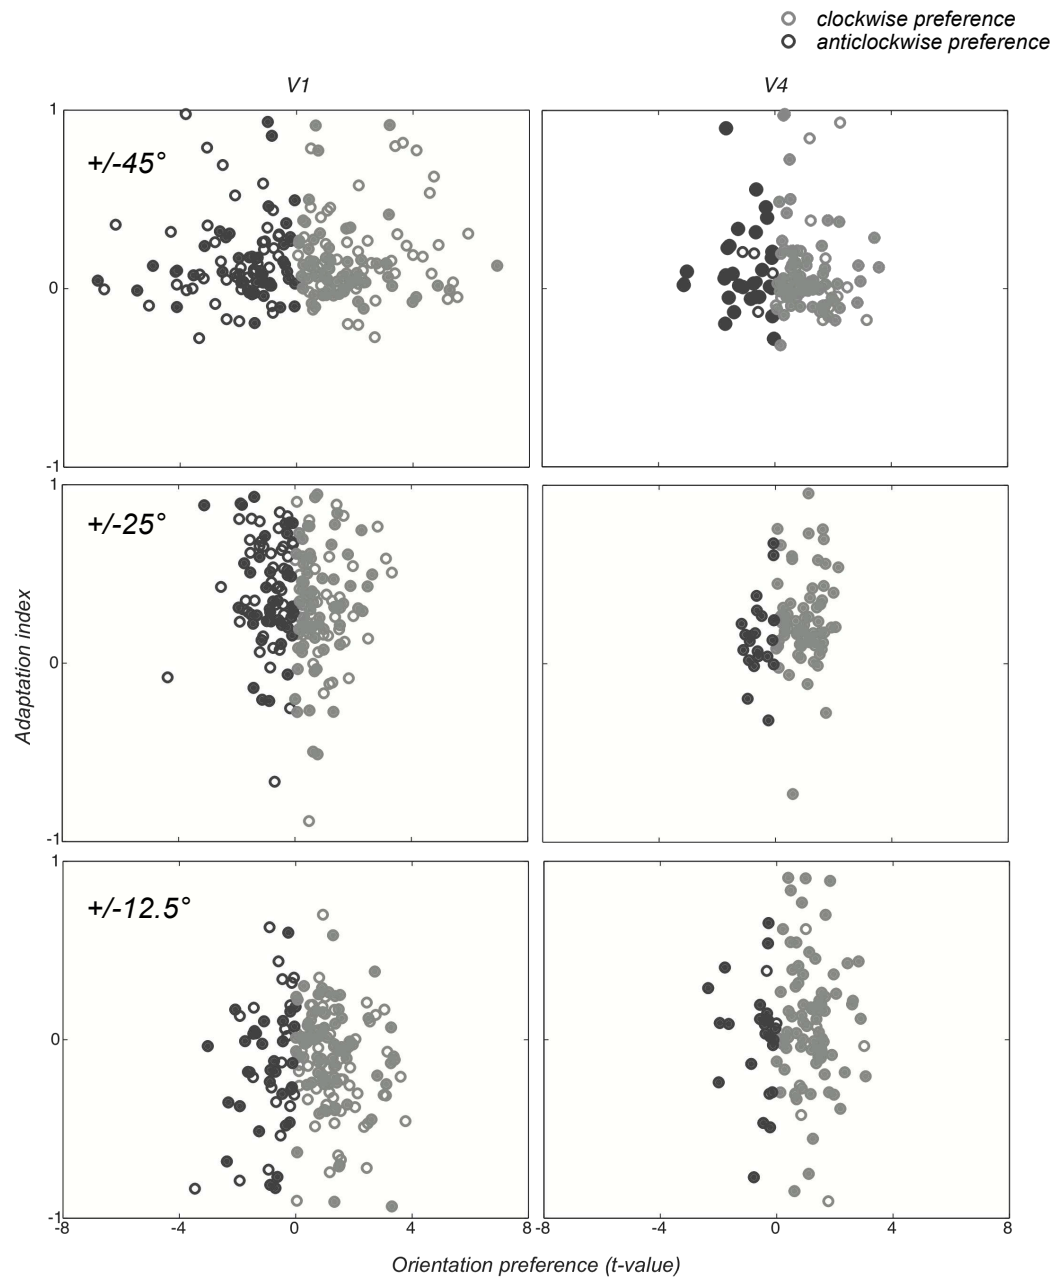 clockwise preference
anticlockwise preference
V1
V4
1
+/-45°
0
-1
1
+/-25°
Adaptation index
0
-1
1
+/-12.5°
0
-1
-8 -4 0 4 8 -8 -4 0 4 8
Orientation preference (t-value)